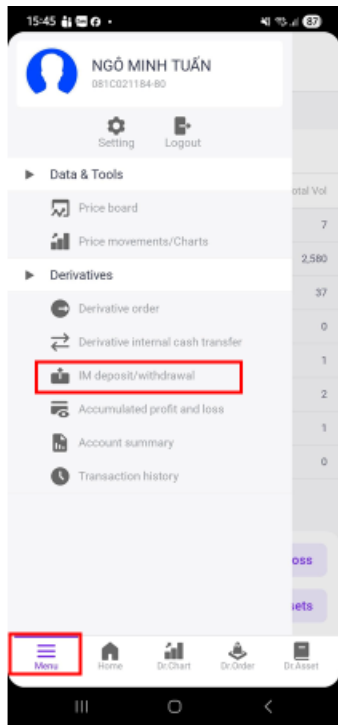 15:45
87
NGÔ MINH TUẤN
081C021184-80
Setting Logout
Data & Tools
Price board
Price movements/Charts
otal Vol
7
Derivatives
2,580
37
Derivative order
0
Derivative internal cash transfer
1
IM deposit/withdrawal
2
Accumulated profit and loss
1
Account summary
0
Transaction history
oss
sets
Menu Home Dr.Chart Dr.Order Dr.Asset